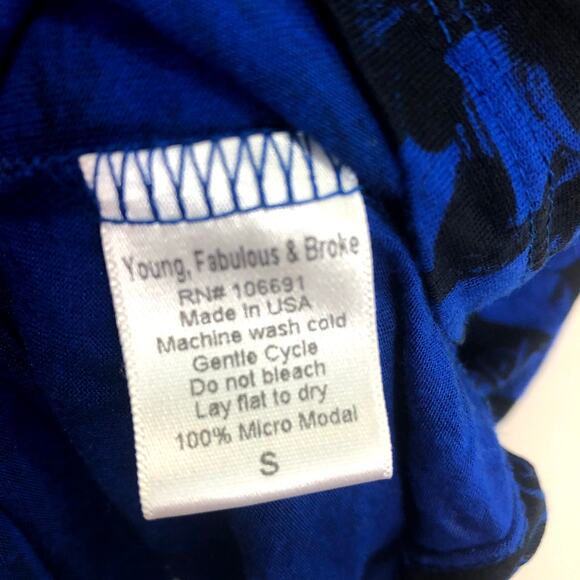 Young, Fabulous & Broke
RN# 106691
Made in USA
Machine wash cold
Gentle Cycle
Do not bleach
Lay flat to dry
100% Micro Modal
S